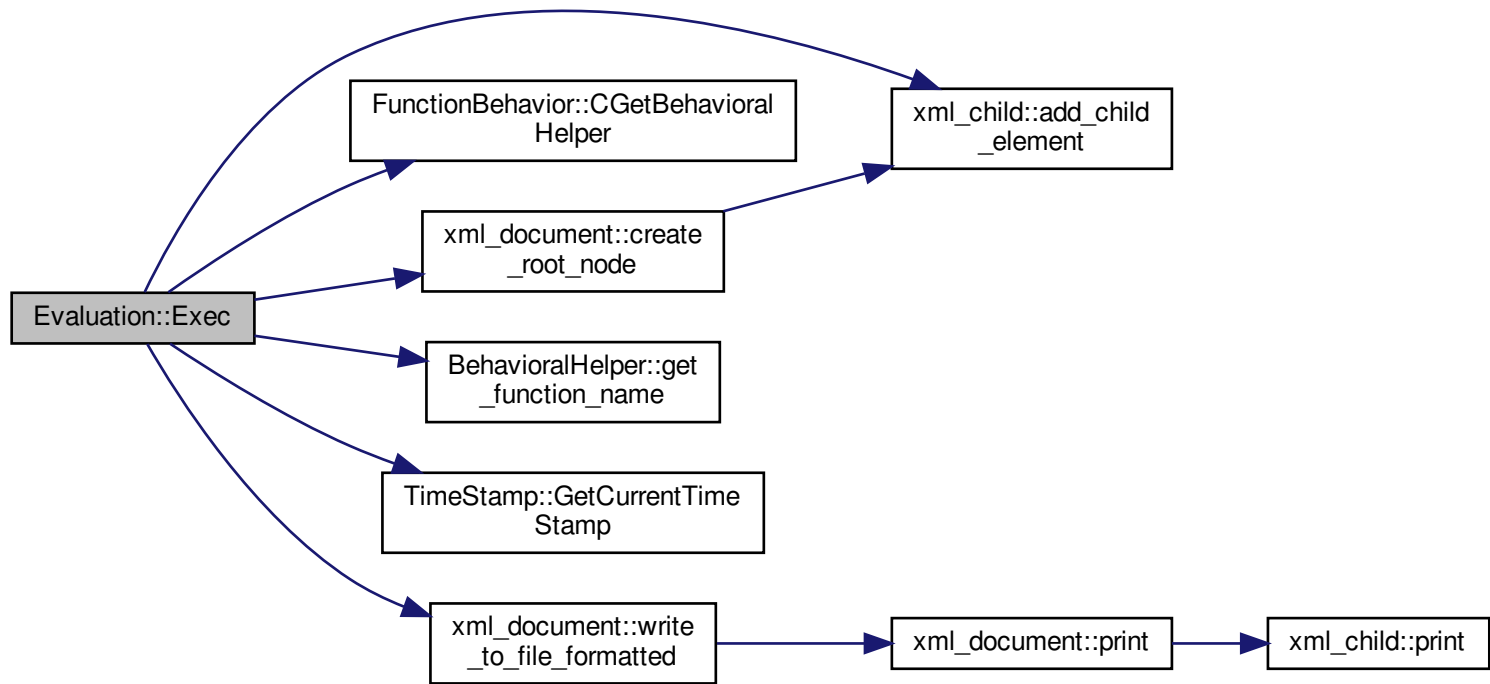 FunctionBehavior::CGetBehavioral
Helper
xml_child::add_child
_element
xml_document::create
_root_node
Evaluation::Exec
BehavioralHelper::get
_function_name
TimeStamp::GetCurrentTime
Stamp
xml_document::write
_to_file_formatted
xml_document::print
xml_child::print